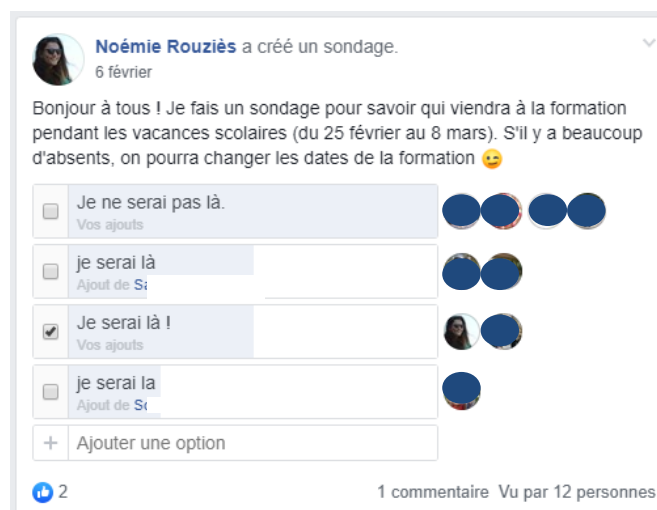 Noémie Rouziès a créé un sondage.
6 février
Bonjour à tous ! Je fais un sondage pour savoir qui viendra à la formation
pendant les vacances scolaires (du 25 février au 8 mars). S'il y a beaucoup
d'absents, on pourra changer les dates de la formation 😉
Je ne serai pas là.
Vos ajouts
je serai là
Ajout de
Je serai là !
Vos ajouts
je serai la
Ajout de
+ Ajouter une option
2
1 commentaire Vu par 12 personnes